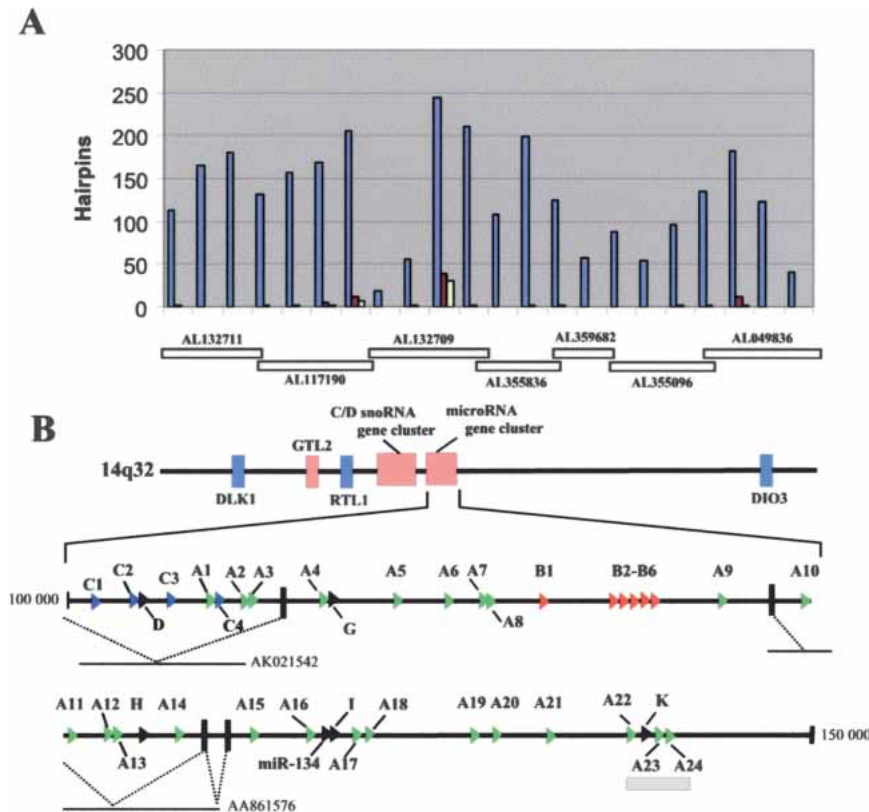 A
300
250
200
150
100
50
0
Hairpins
AL132711 AL132709 AL359682 AL049836
AL117190 AL355836 AL355096
B
C/D snoRNA gene cluster
microRNA gene cluster
GTL2
14q32
DLK1 RTL1 DIO3
C1 C2 C3 A1 A2 A3 A4 A5 A6 A7 B1 B2-B6 A9 A10
100 000
D C4 G A8
AK021542
A11 A12 H A14 A15 A16 I A18 A19 A20 A21 A22 K
150 000
A13 miR-134 A17 A23 A24
AA861576